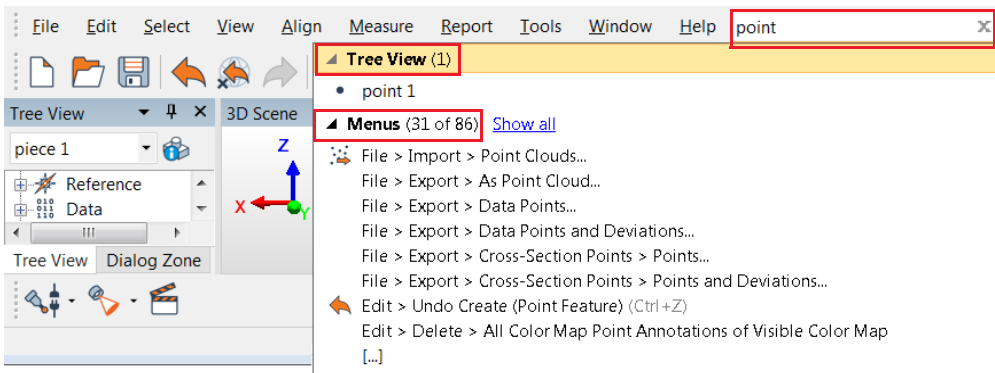 File Edit Select View Align Measure Report Tools Window Help point
Tree View (1)
point 1
Tree View
3D Scene
Menus (31 of 86) Show all
piece 1
Z
X
Y
File > Import > Point Clouds...
File > Export > As Point Cloud...
Reference
File > Export > Data Points...
010
110
Data
File > Export > Data Points and Deviations...
File > Export > Cross-Section Points > Points...
Tree View Dialog Zone
File > Export > Cross-Section Points > Points and Deviations...
Edit > Undo Create (Point Feature) (Ctrl+Z)
Edit > Delete > All Color Map Point Annotations of Visible Color Map
[...]